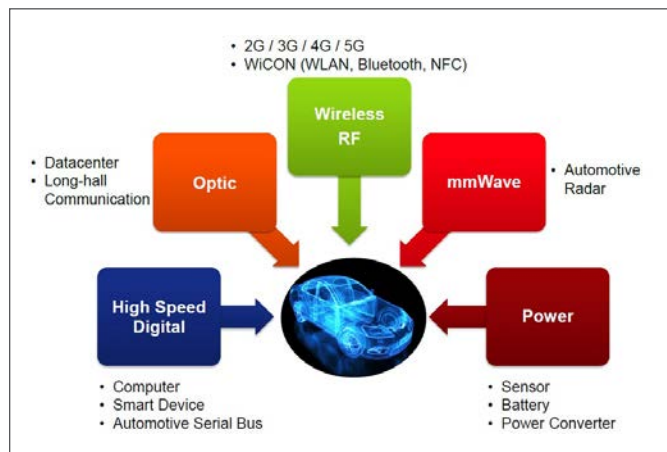 • 2G / 3G / 4G / 5G
• WiCON (WLAN, Bluetooth, NFC)
Wireless
RF
• Datacenter
• Long-hall
Communication
Optic
mmWave
• Automotive
Radar
High Speed
Digital
Power
• Computer
• Smart Device
• Automotive Serial Bus
• Sensor
• Battery
• Power Converter